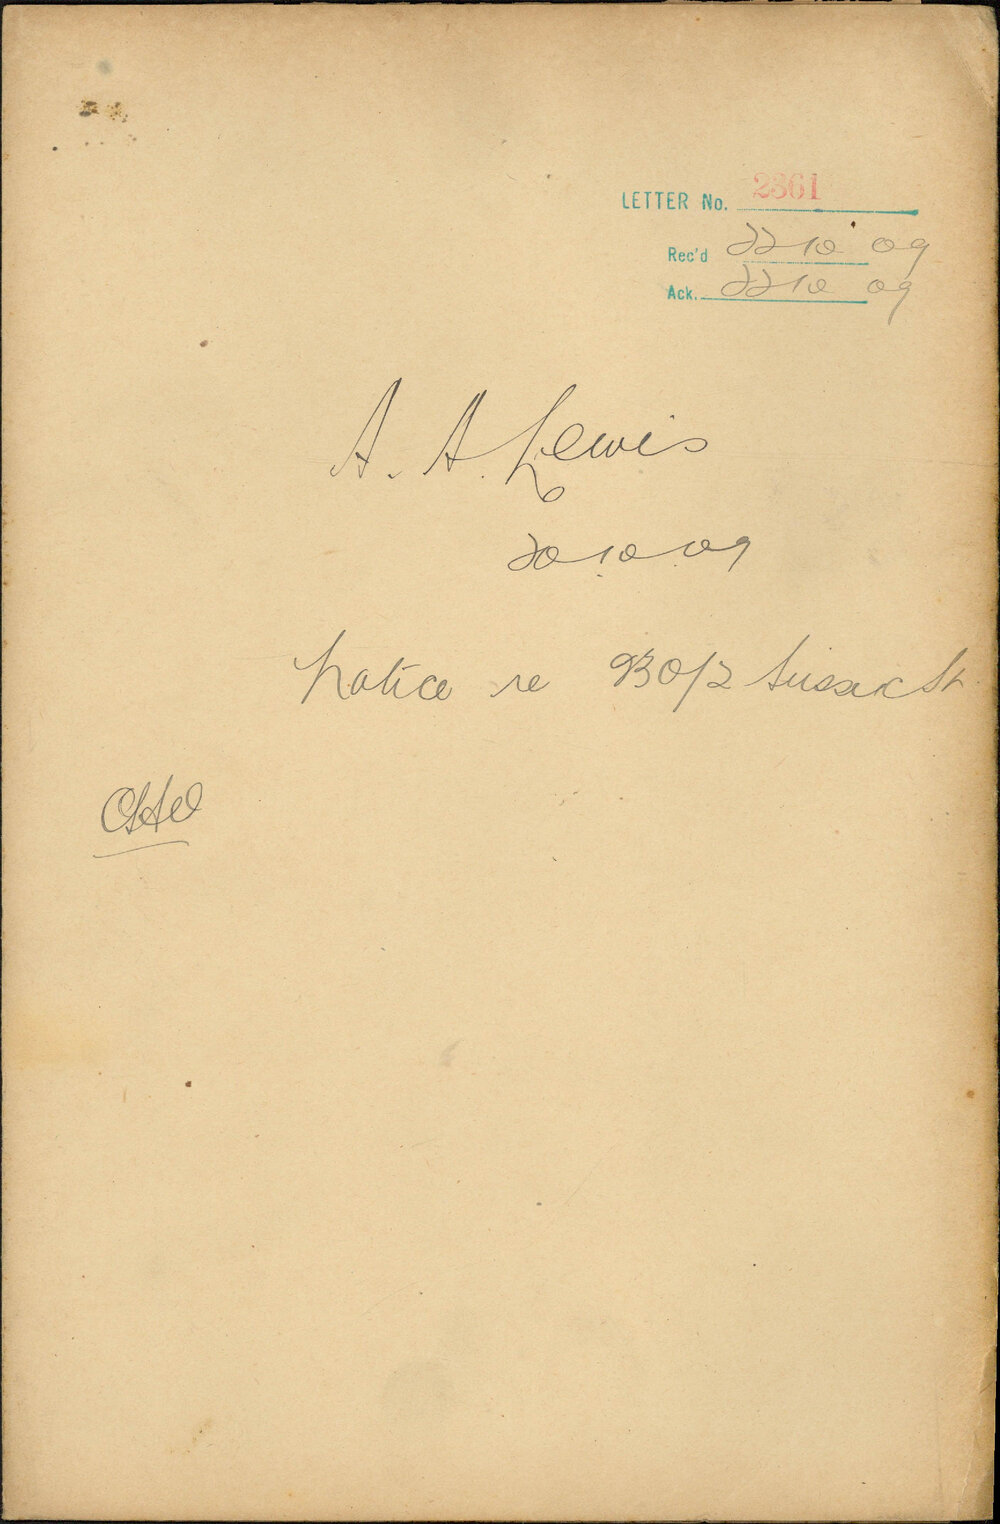 LETTER No. 2361
Rec'd 22 10 09
Ack. 22 10 09
A. A. Lewis
20.10.09
Notice re 930/2 Sussex St